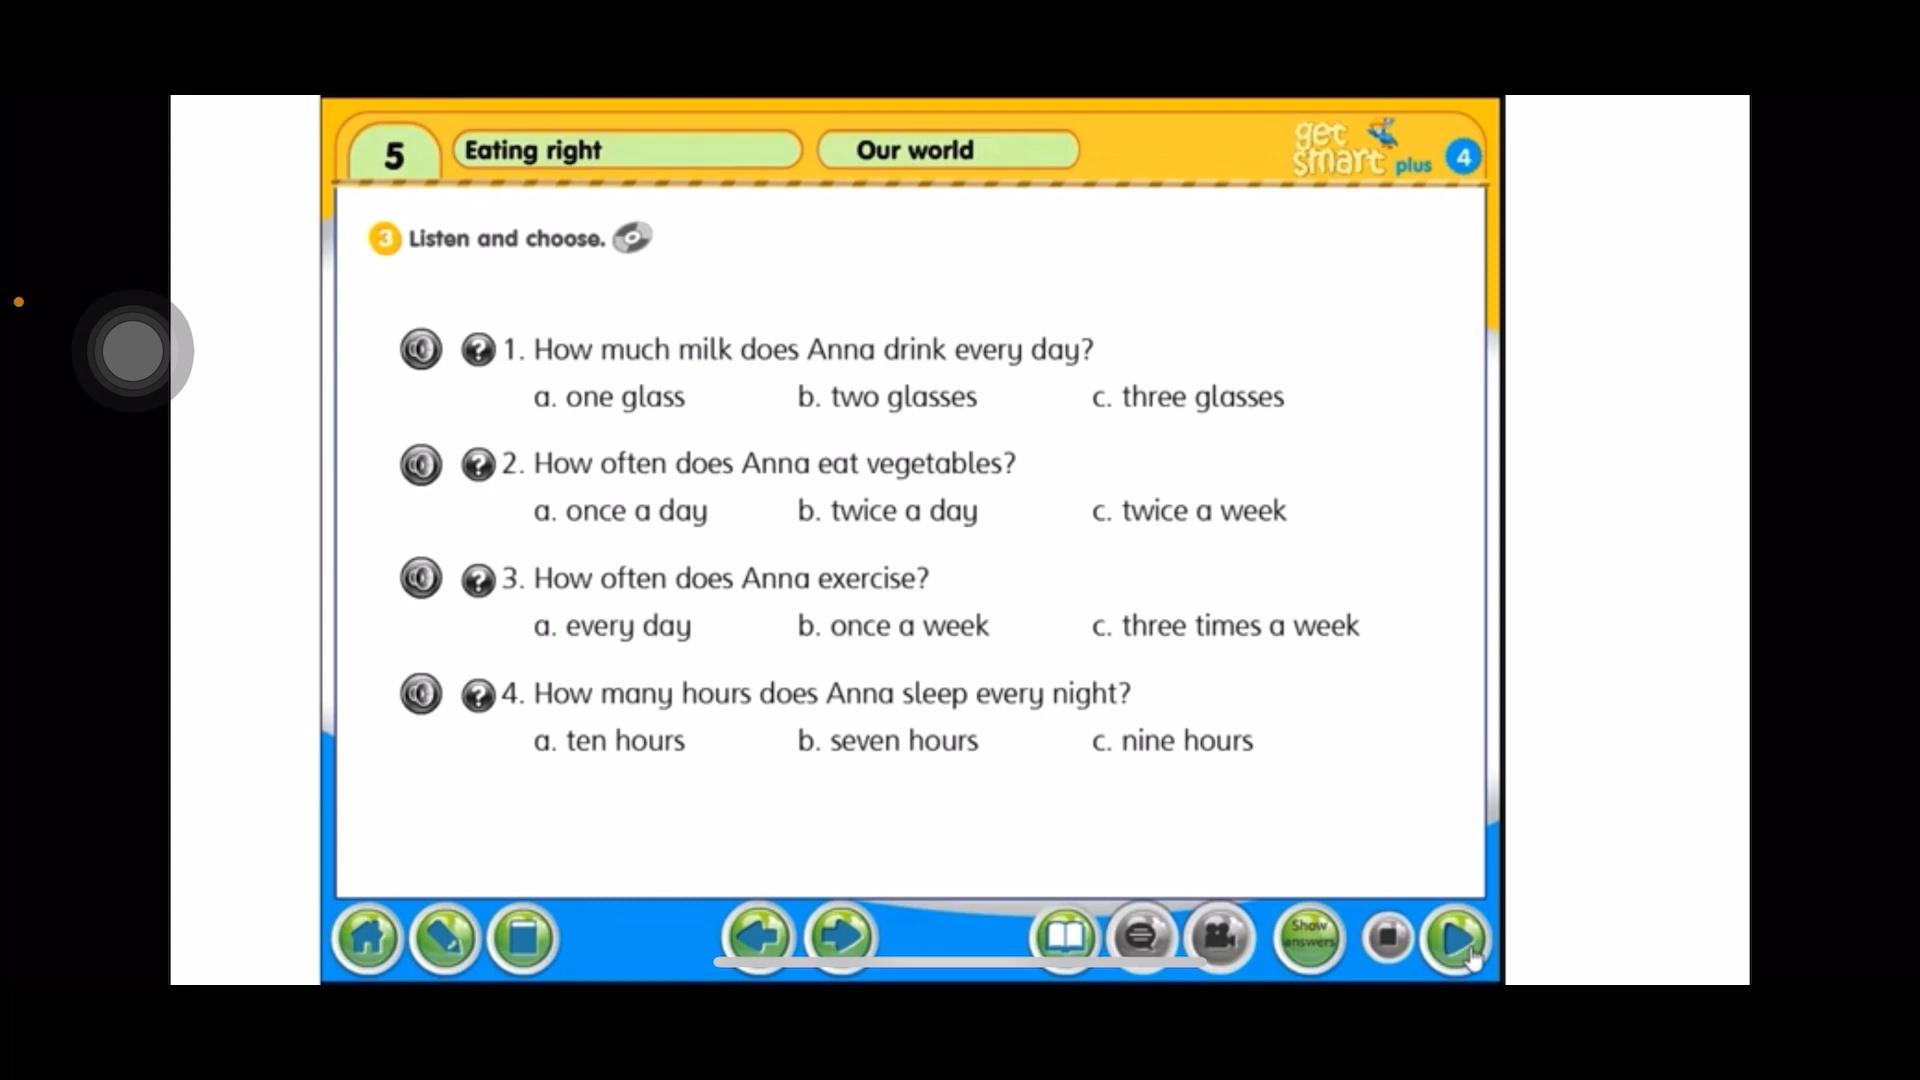 5 Eating right Our world get smart plus 4
3 Listen and choose.
1. How much milk does Anna drink every day?
a. one glass b. two glasses c. three glasses
2. How often does Anna eat vegetables?
a. once a day b. twice a day c. twice a week
3. How often does Anna exercise?
a. every day b. once a week c. three times a week
4. How many hours does Anna sleep every night?
a. ten hours b. seven hours c. nine hours
Show answers